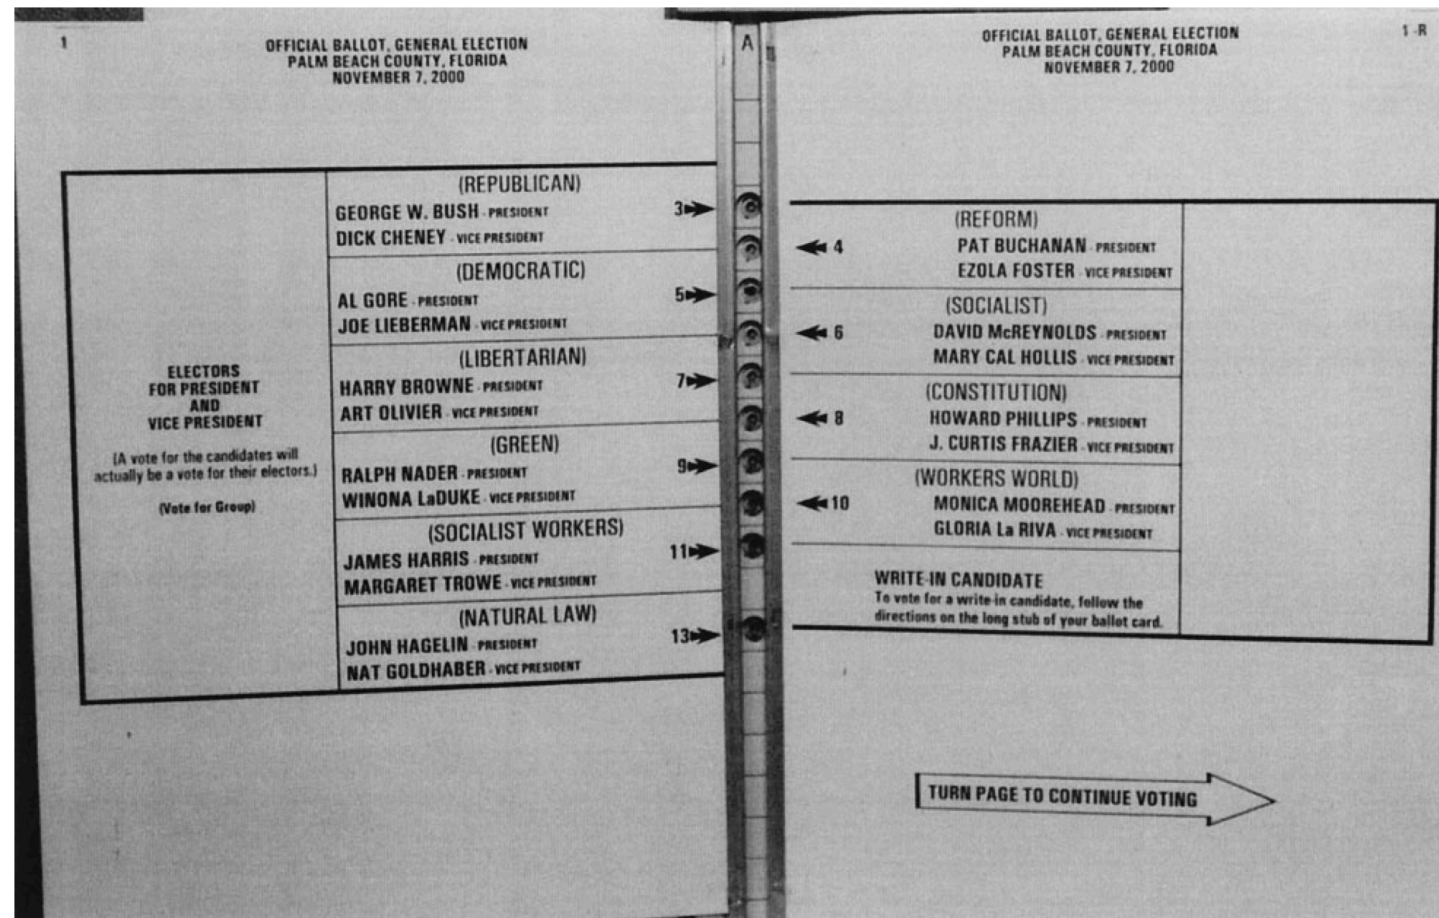 1
OFFICIAL BALLOT, GENERAL ELECTION
PALM BEACH COUNTY, FLORIDA
NOVEMBER 7, 2000
ELECTORS
FOR PRESIDENT
AND
VICE PRESIDENT
(A vote for the candidates will
actually be a vote for their electors.)
(Vote for Group)
(REPUBLICAN)
GEORGE W. BUSH - PRESIDENT
DICK CHENEY - VICE PRESIDENT
3
(DEMOCRATIC)
AL GORE - PRESIDENT
JOE LIEBERMAN - VICE PRESIDENT
5
(LIBERTARIAN)
HARRY BROWNE - PRESIDENT
ART OLIVIER - VICE PRESIDENT
7
(GREEN)
RALPH NADER - PRESIDENT
WINONA LaDUKE - VICE PRESIDENT
9
(SOCIALIST WORKERS)
JAMES HARRIS - PRESIDENT
MARGARET TROWE - VICE PRESIDENT
11
(NATURAL LAW)
JOHN HAGELIN - PRESIDENT
NAT GOLDHABER - VICE PRESIDENT
13
A
OFFICIAL BALLOT, GENERAL ELECTION
PALM BEACH COUNTY, FLORIDA
NOVEMBER 7, 2000
1-R
(REFORM)
4 PAT BUCHANAN - PRESIDENT
EZOLA FOSTER - VICE PRESIDENT
(SOCIALIST)
6 DAVID McREYNOLDS - PRESIDENT
MARY CAL HOLLIS - VICE PRESIDENT
(CONSTITUTION)
8 HOWARD PHILLIPS - PRESIDENT
J. CURTIS FRAZIER - VICE PRESIDENT
(WORKERS WORLD)
10 MONICA MOOREHEAD - PRESIDENT
GLORIA La RIVA - VICE PRESIDENT
WRITE-IN CANDIDATE
To vote for a write-in candidate, follow the
directions on the long stub of your ballot card.
TURN PAGE TO CONTINUE VOTING